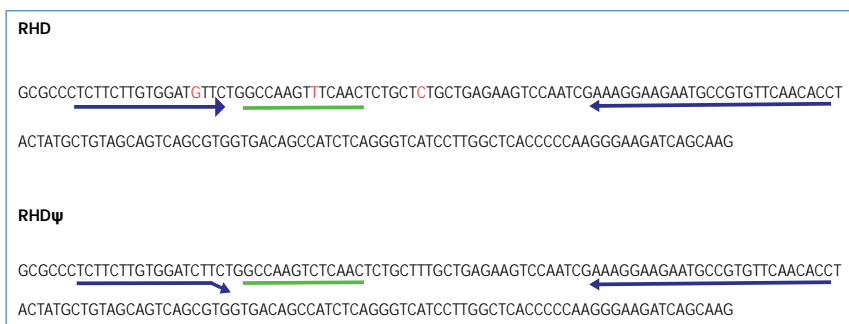 RHD
GCGCCCTCTTCTTGTGGATGTTCTGGCCAAGTTTCAACTCTGCTCTGCTGAGAAGTCCAATCGAAAGGAAGAATGCCGTGTTCAACACCT
ACTATGCTGTAGCAGTCAGCGTGGTGACAGCCATCTCAGGGTCATCCTTGGCTCACCCCCAAGGGAAGATCAGCAAG
RHDψ
GCGCCCTCTTCTTGTGGATCTTCTGGCCAAGTCTCAACTCTGCTTTGCTGAGAAGTCCAATCGAAAGGAAGAATGCCGTGTTCAACACCT
ACTATGCTGTAGCAGTCAGCGTGGTGACAGCCATCTCAGGGTCATCCTTGGCTCACCCCCAAGGGAAGATCAGCAAG